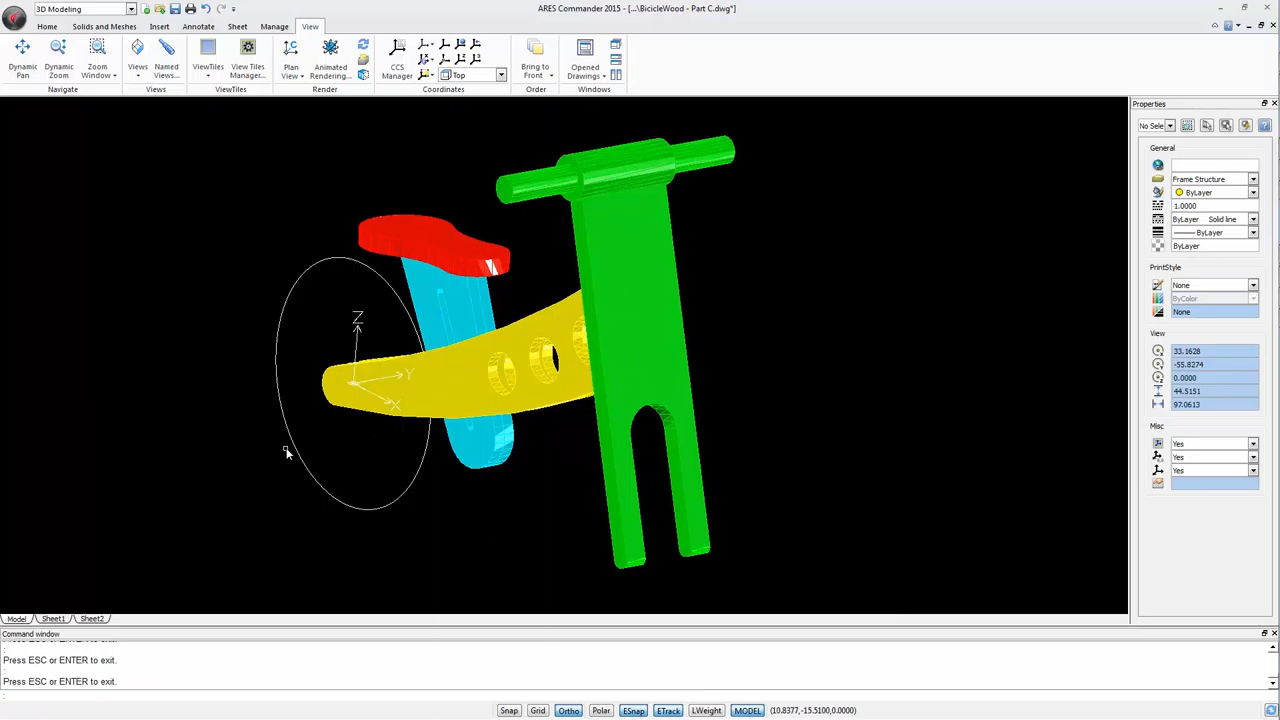 3D Modeling
ARES Commander 2015 - [...\BicicleWood - Part C.dwg*]
Home Solids and Meshes Insert Annotate Sheet Manage View
Dynamic Pan
Dynamic Zoom
Zoom Window
Navigate
Views
Named Views...
Views
ViewTiles
View Tiles Manager...
ViewTiles
Plan View
Animated Rendering...
Render
CCS Manager
Top
Coordinates
Bring to Front
Order
Opened Drawings
Windows
Z
Y
X
Properties
No Sele
General
Frame Structure
ByLayer
1.0000
ByLayer Solid line
ByLayer
ByLayer
PrintStyle
None
ByColor
None
View
33.1628
-55.8274
0.0000
44.5151
97.0613
Misc
Yes
Yes
Yes
Model Sheet1 Sheet2
Command window
:
Press ESC or ENTER to exit.
:
Press ESC or ENTER to exit.
:
Snap Grid Ortho Polar ESnap ETrack LWeight MODEL (10.8377,-15.5100,0.0000)